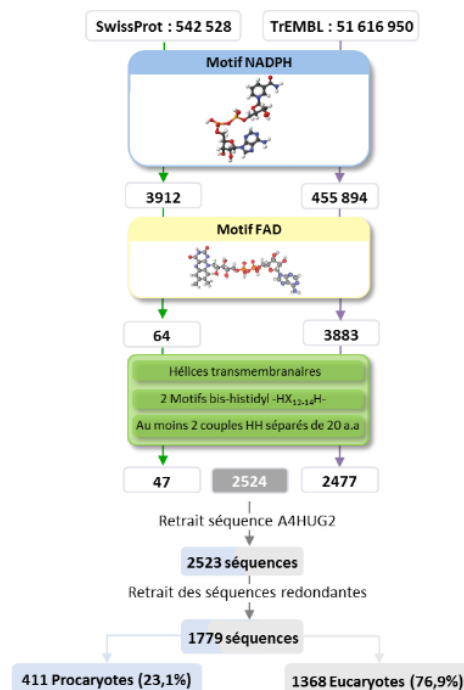 SwissProt : 542 528
TrEMBL : 51 616 950
Motif NADPH
3912
455 894
Motif FAD
64
3883
Hélices transmembranaires
2 Motifs bis-histidyl -HX12-14H-
Au moins 2 couples HH séparés de 20 a.a
47
2524
2477
Retrait séquence A4HUG2
2523 séquences
Retrait des séquences redondantes
1779 séquences
411 Procaryotes (23,1%)
1368 Eucaryotes (76,9%)